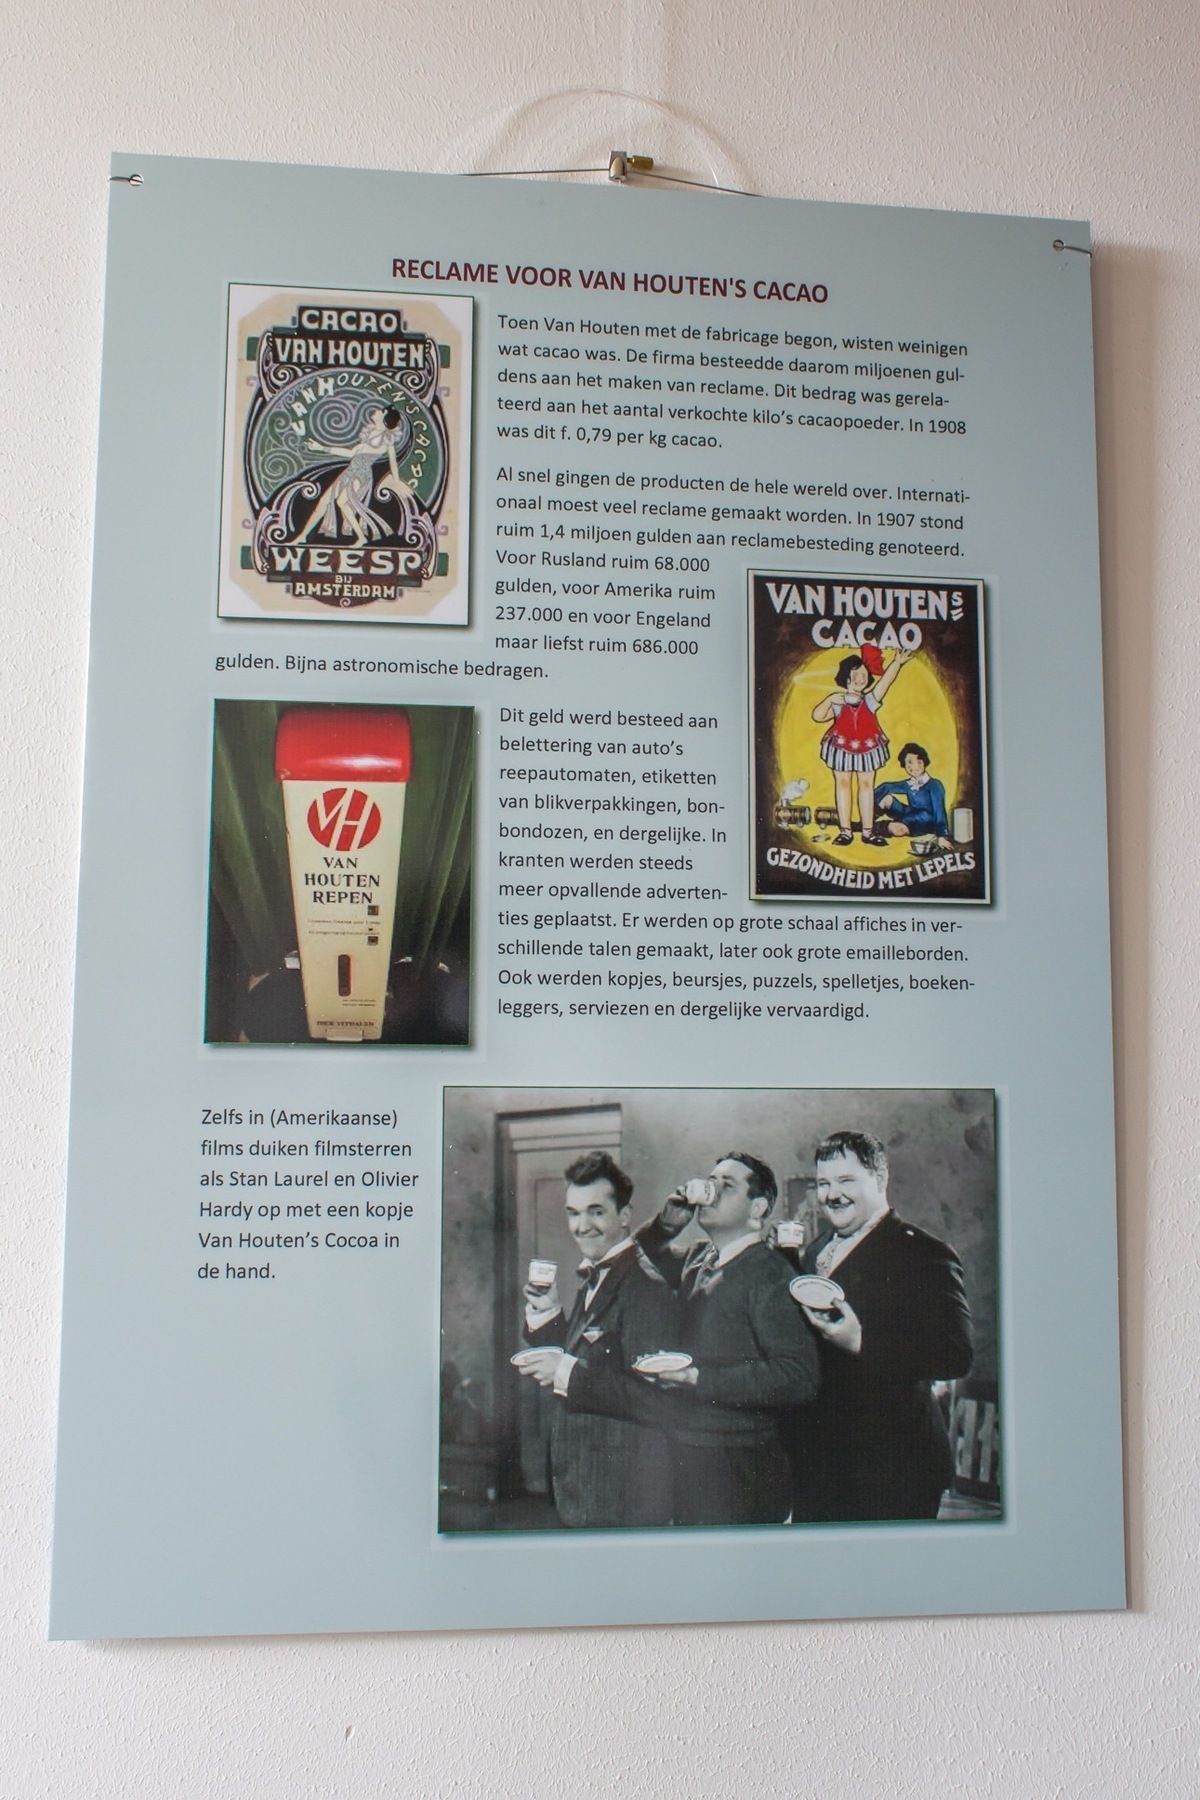 RECLAME VOOR VAN HOUTEN'S CACAO
CACAO
VAN HOUTEN
VAN HOUTEN'S CACAO
WEESP
BIJ
AMSTERDAM
Toen Van Houten met de fabricage begon, wisten weinigen
wat cacao was. De firma besteedde daarom miljoenen gul-
dens aan het maken van reclame. Dit bedrag was gerela-
teerd aan het aantal verkochte kilo's cacaopoeder. In 1908
was dit f. 0,79 per kg cacao.
Al snel gingen de producten de hele wereld over. Internati-
onaal moest veel reclame gemaakt worden. In 1907 stond
ruim 1,4 miljoen gulden aan reclamebesteding genoteerd.
Voor Rusland ruim 68.000
gulden, voor Amerika ruim
237.000 en voor Engeland
maar liefst ruim 686.000
gulden. Bijna astronomische bedragen.
VAN HOUTENS
CACAO
GEZONDHEID MET LEPELS
VH
VAN
HOUTEN
REPEN
Dit geld werd besteed aan
belettering van auto's
reepautomaten, etiketten
van blikverpakkingen, bon-
bondozen, en dergelijke. In
kranten werden steeds
meer opvallende adverten-
ties geplaatst. Er werden op grote schaal affiches in ver-
schillende talen gemaakt, later ook grote emailleborden.
Ook werden kopjes, beursjes, puzzels, spelletjes, boeken-
leggers, serviezen en dergelijke vervaardigd.
Zelfs in (Amerikaanse)
films duiken filmsterren
als Stan Laurel en Olivier
Hardy op met een kopje
Van Houten's Cocoa in
de hand.